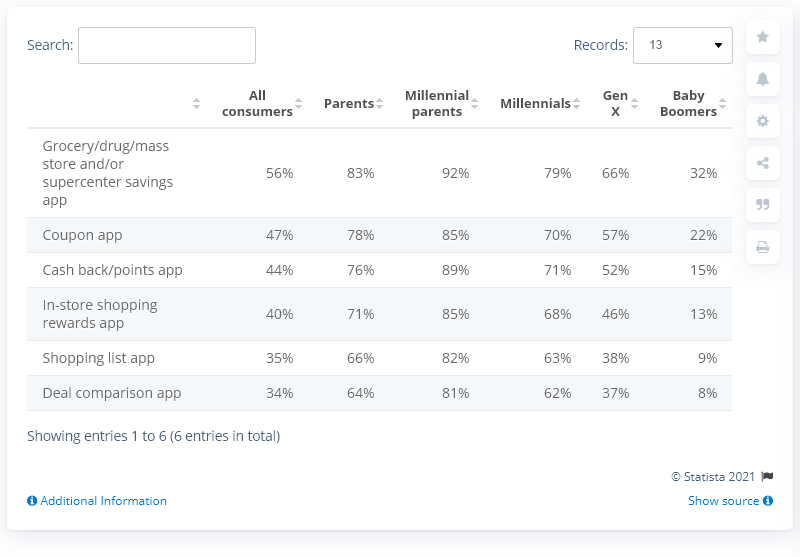 Search:
Records: 13
All consumers Parents Millennial parents Millennials Gen X Baby Boomers
Grocery/drug/mass
store and/or
supercenter savings
app
56% 83% 92% 79% 66% 32%
Coupon app 47% 78% 85% 70% 57% 22%
Cash back/points app 44% 76% 89% 71% 52% 15%
In-store shopping
rewards app
40% 71% 85% 68% 46% 13%
Shopping list app 35% 66% 82% 63% 38% 9%
Deal comparison app 34% 64% 81% 62% 37% 8%
Showing entries 1 to 6 (6 entries in total)
© Statista 2021
Additional Information
Show source